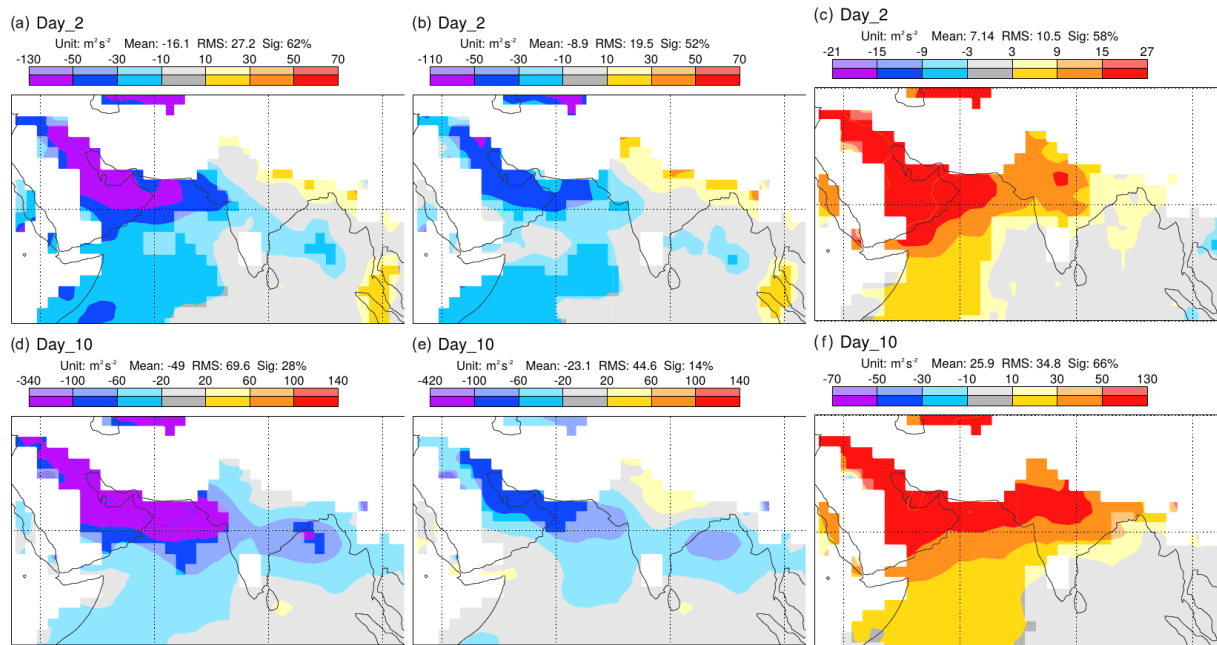 (a) Day_2
Unit: m² s⁻² Mean: -16.1 RMS: 27.2 Sig: 62%
-130 -50 -30 -10 10 30 50 70
(b) Day_2
Unit: m² s⁻² Mean: -8.9 RMS: 19.5 Sig: 52%
-110 -50 -30 -10 10 30 50 70
(c) Day_2
Unit: m² s⁻² Mean: 7.14 RMS: 10.5 Sig: 58%
-21 -15 -9 -3 3 9 15 27
(d) Day_10
Unit: m² s⁻² Mean: -49 RMS: 69.6 Sig: 28%
-340 -100 -60 -20 20 60 100 140
(e) Day_10
Unit: m² s⁻² Mean: -23.1 RMS: 44.6 Sig: 14%
-420 -100 -60 -20 20 60 100 140
(f) Day_10
Unit: m² s⁻² Mean: 25.9 RMS: 34.8 Sig: 66%
-70 -50 -30 -10 10 30 50 130